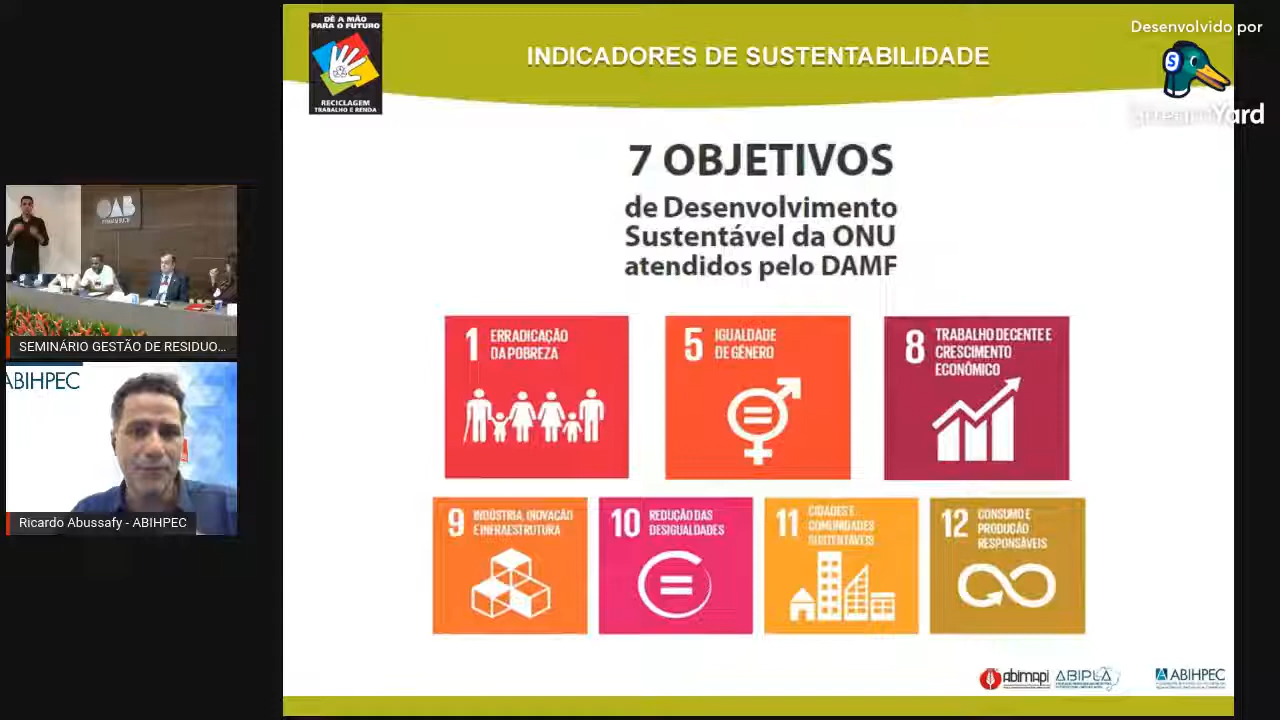 DÊ A MÃO
PARA O FUTURO
RECICLAGEM
TRABALHO E RENDA
INDICADORES DE SUSTENTABILIDADE
Desenvolvido por
StreamYard
7 OBJETIVOS
de Desenvolvimento
Sustentável da ONU
atendidos pelo DAMF
OAB
PERNAMBUCO
SEMINÁRIO GESTÃO DE RESIDUO...
ABIHPEC
Ricardo Abussafy - ABIHPEC
1 ERRADICAÇÃO
DA POBREZA
5 IGUALDADE
DE GÊNERO
8 TRABALHO DECENTE E
CRESCIMENTO
ECONÔMICO
9 INDÚSTRIA, INOVAÇÃO
E INFRAESTRUTURA
10 REDUÇÃO DAS
DESIGUALDADES
11 CIDADES E
COMUNIDADES
SUSTENTÁVEIS
12 CONSUMO E
PRODUÇÃO
RESPONSÁVEIS
abimapi
ABIPLA
ABIHPEC